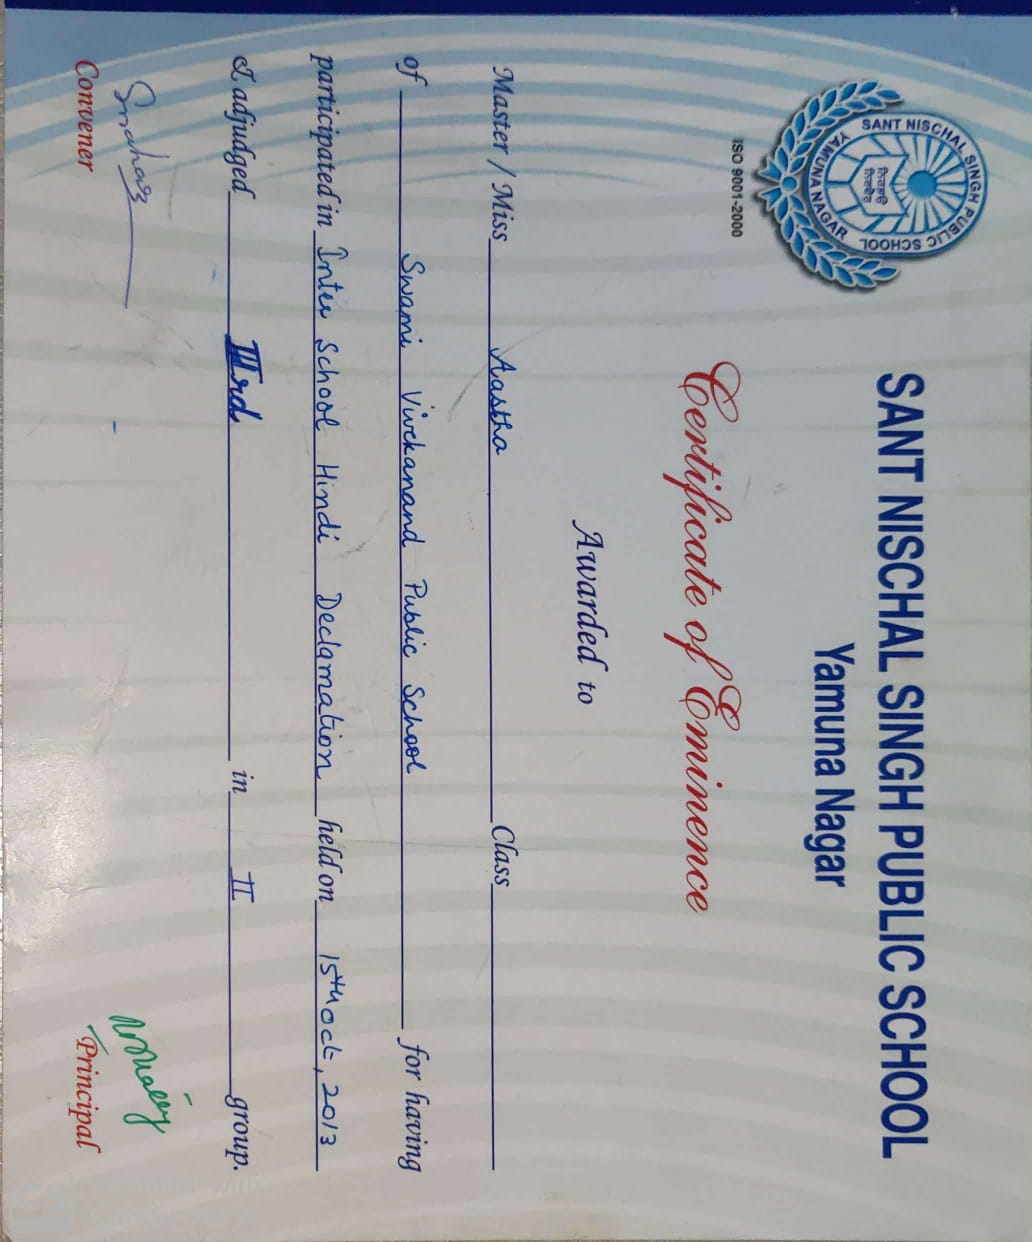 SANT NISCHAL SINGH PUBLIC SCHOOL
YAMUNA NAGAR
ਨਿਰਭਉ
ਨਿਰਵੈਰ
ISO 9001-2000
SANT NISCHAL SINGH PUBLIC SCHOOL
Yamuna Nagar
Certificate of Eminence
Awarded to
Master / Miss Aastha Class
of Swami Vivekanand Public School for having
participated in Inter School Hindi Declamation held on 15th Oct, 2013
& adjudged IIIrd in II group.
Convener
Principal